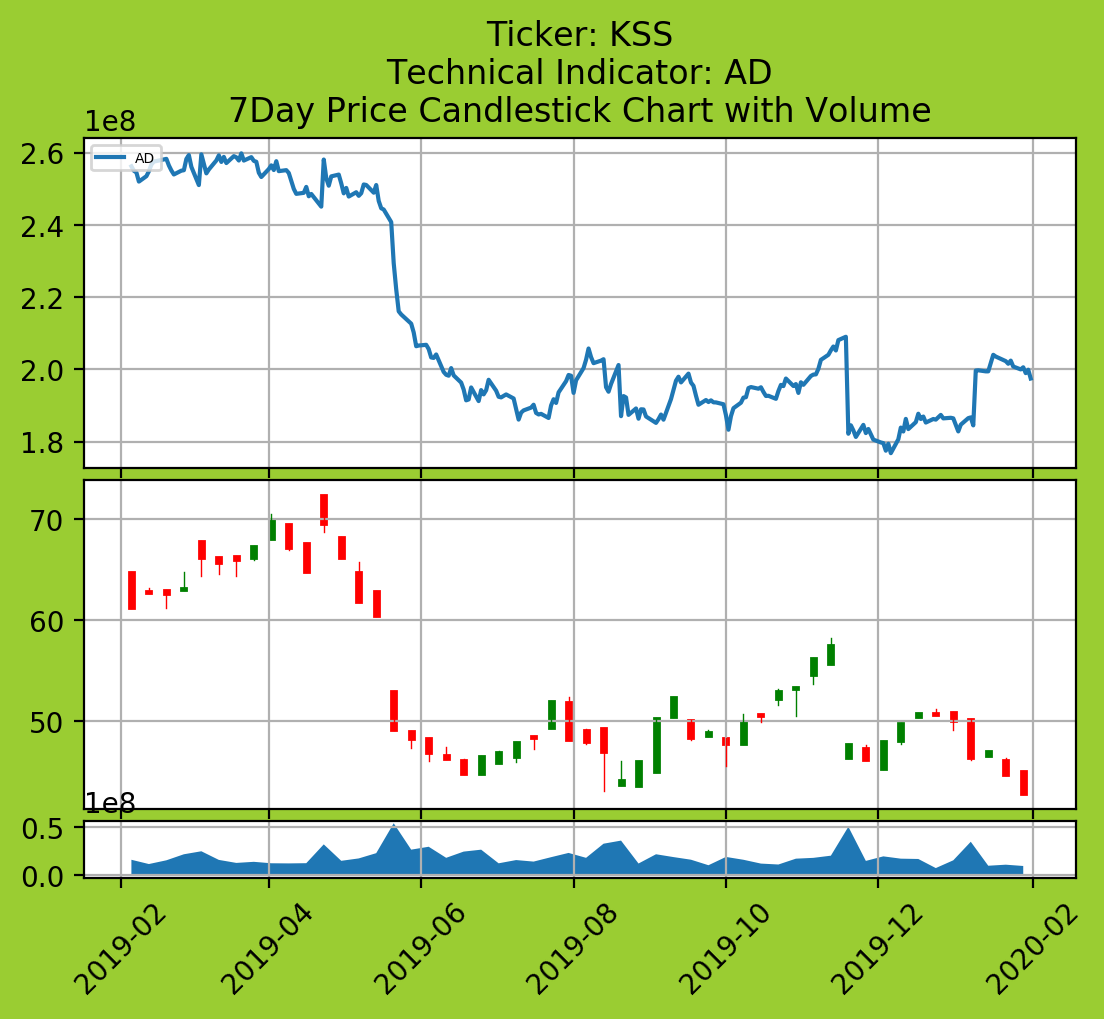 Ticker: KSS
Technical Indicator: AD
7Day Price Candlestick Chart with Volume
1e8
AD
2.6
2.4
2.2
2.0
1.8
70
60
50
1e8
0.5
0.0
2019-02
2019-04
2019-06
2019-08
2019-10
2019-12
2020-02